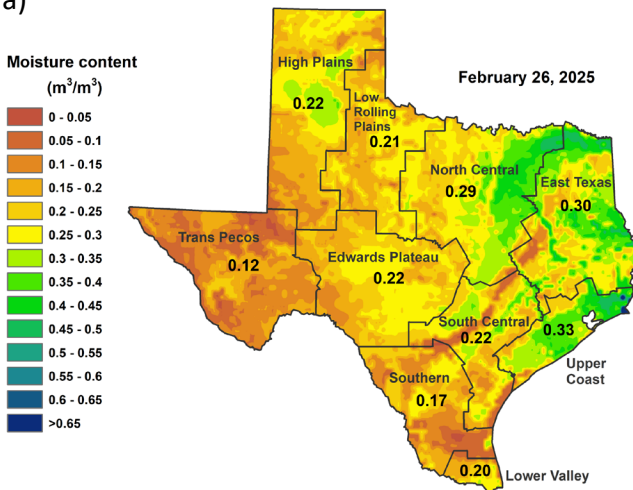 a)
Moisture content
(m³/m³)
0 - 0.05
0.05 - 0.1
0.1 - 0.15
0.15 - 0.2
0.2 - 0.25
0.25 - 0.3
0.3 - 0.35
0.35 - 0.4
0.4 - 0.45
0.45 - 0.5
0.5 - 0.55
0.55 - 0.6
0.6 - 0.65
>0.65
February 26, 2025
High Plains
0.22
Low
Rolling
Plains
0.21
North Central
0.29
East Texas
0.30
Trans Pecos
0.12
Edwards Plateau
0.22
South Central
0.22
0.33
Upper
Coast
Southern
0.17
0.20
Lower Valley